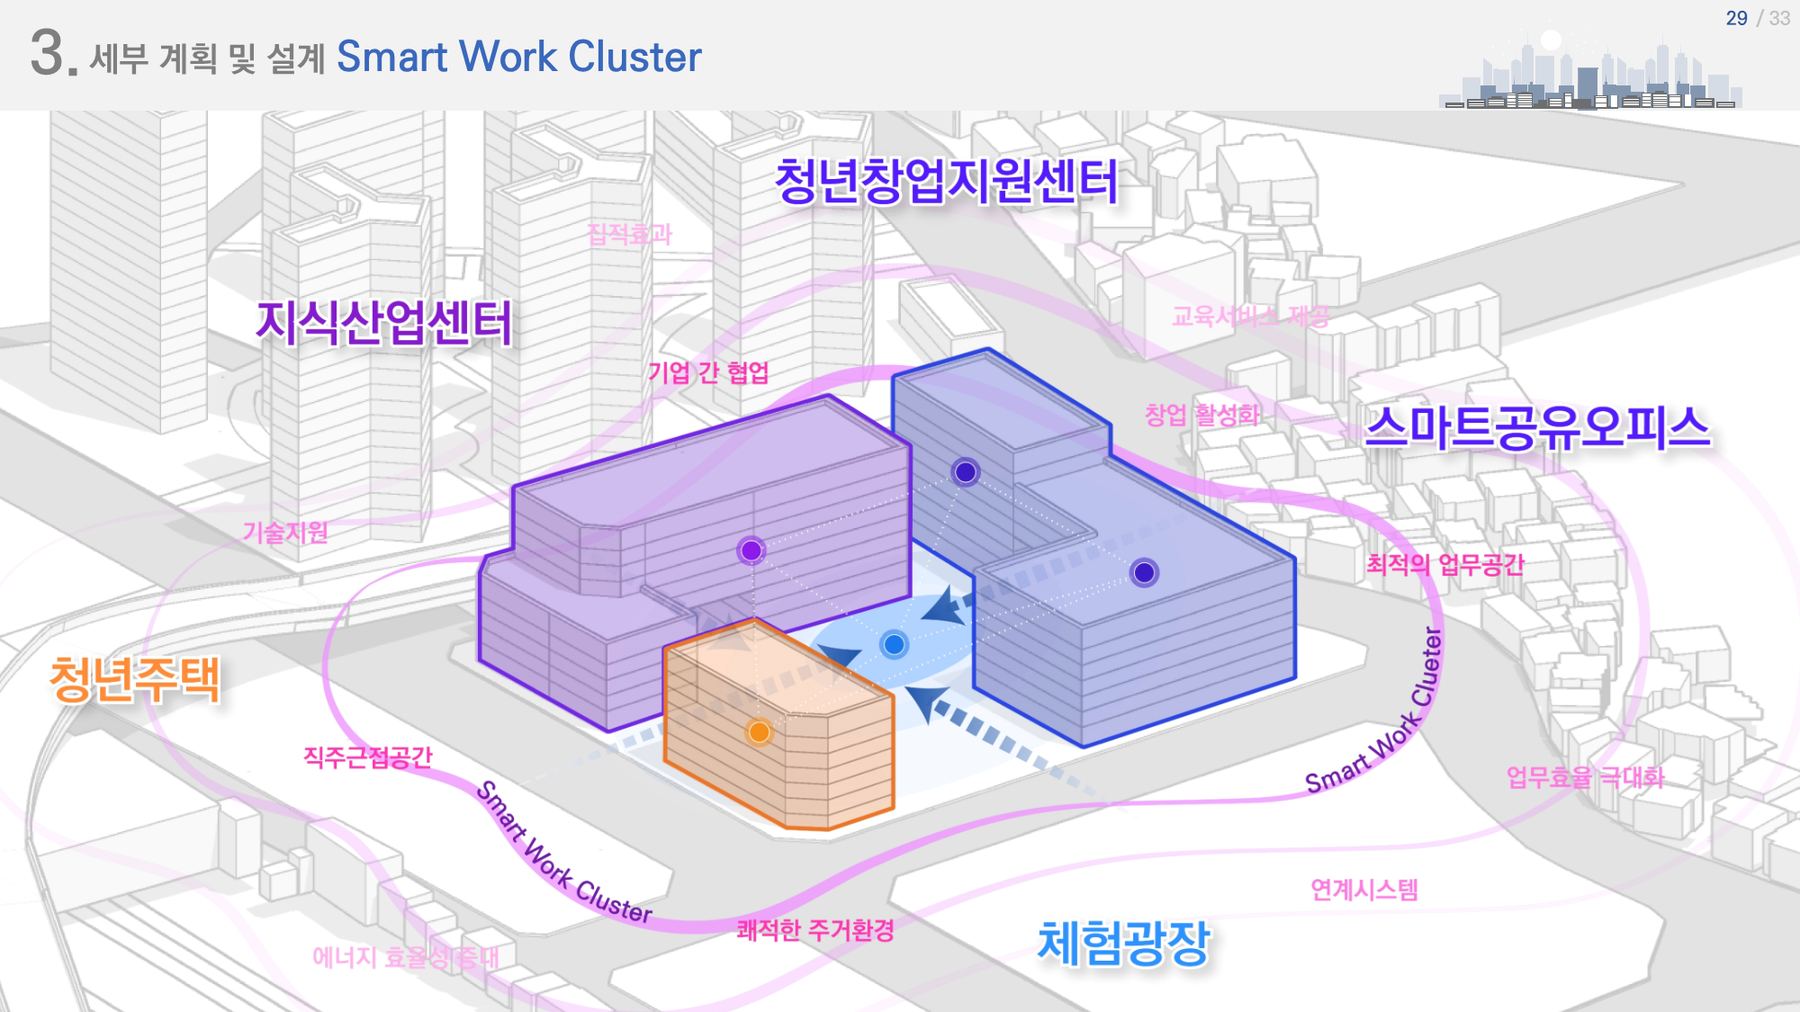 29 / 33
3. 세부 계획 및 설계 Smart Work Cluster
청년창업지원센터
집적효과
지식산업센터
교육서비스 제공
기업 간 협업
창업 활성화
스마트공유오피스
기술지원
최적의 업무공간
청년주택
Smart Work Clueter
직주근접공간
업무효율 극대화
Smart Work Cluster
연계시스템
쾌적한 주거환경
체험광장
에너지 효율성 증대